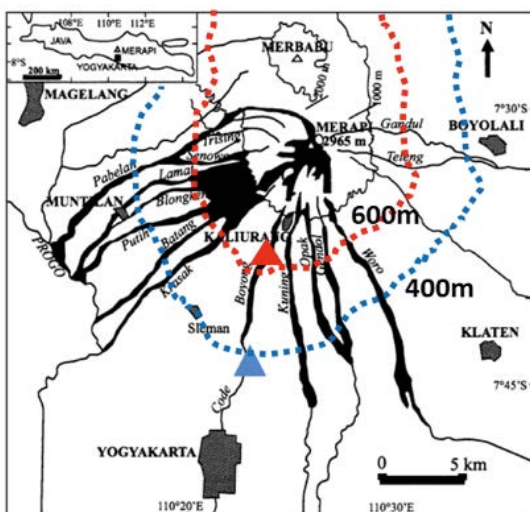 108°E 110°E 112°E
JAVA
MERAPI
YOGYAKARTA
8°S
200 km
N
MERBABU
2000 m
1000 m
MAGELANG
7°30'S
Gandul
BOYOLALI
MERAPI
2965 m
Trising
Senowo
Teleng
Pabelan
Lamat
Blongkeng
MUNTILAN
600m
Putih
Batang
KALIURANG
PROGO
Krasak
Boyong
Kuning
Opak
Gendol
Woro
400m
Sleman
KLATEN
7°45'S
Code
YOGYAKARTA
0 5 km
110°20'E
110°30'E